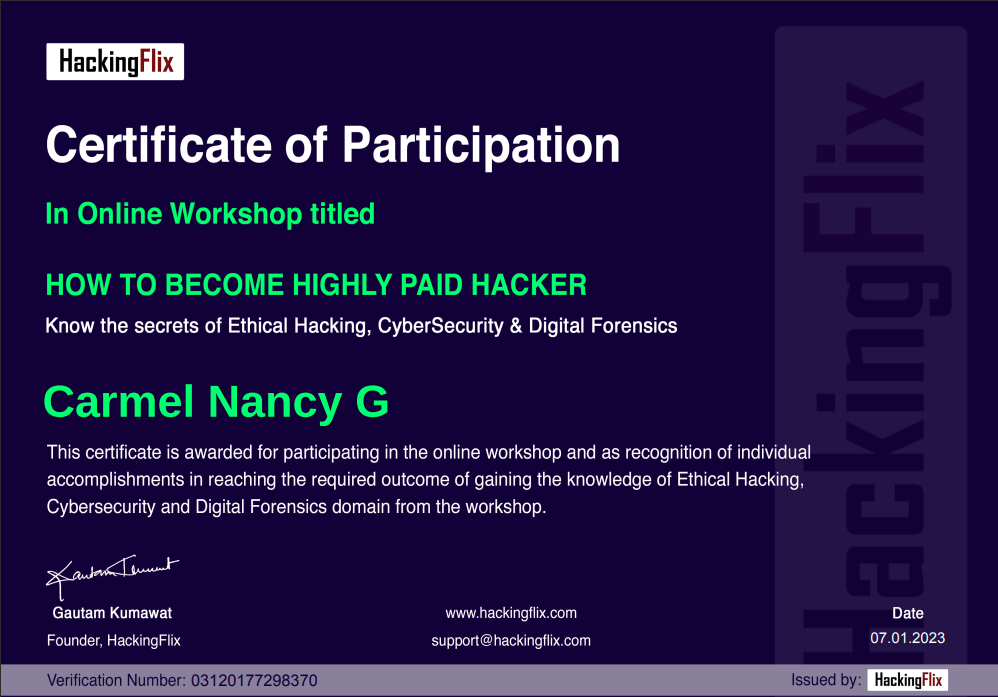 HackingFlix
Certificate of Participation
In Online Workshop titled
HOW TO BECOME HIGHLY PAID HACKER
Know the secrets of Ethical Hacking, CyberSecurity & Digital Forensics
Carmel Nancy G
This certificate is awarded for participating in the online workshop and as recognition of individual
accomplishments in reaching the required outcome of gaining the knowledge of Ethical Hacking,
Cybersecurity and Digital Forensics domain from the workshop.
Gautam Kumawat
Founder, HackingFlix
www.hackingflix.com
support@hackingflix.com
Date
07.01.2023
Verification Number: 03120177298370
Issued by: HackingFlix
HackingFlix